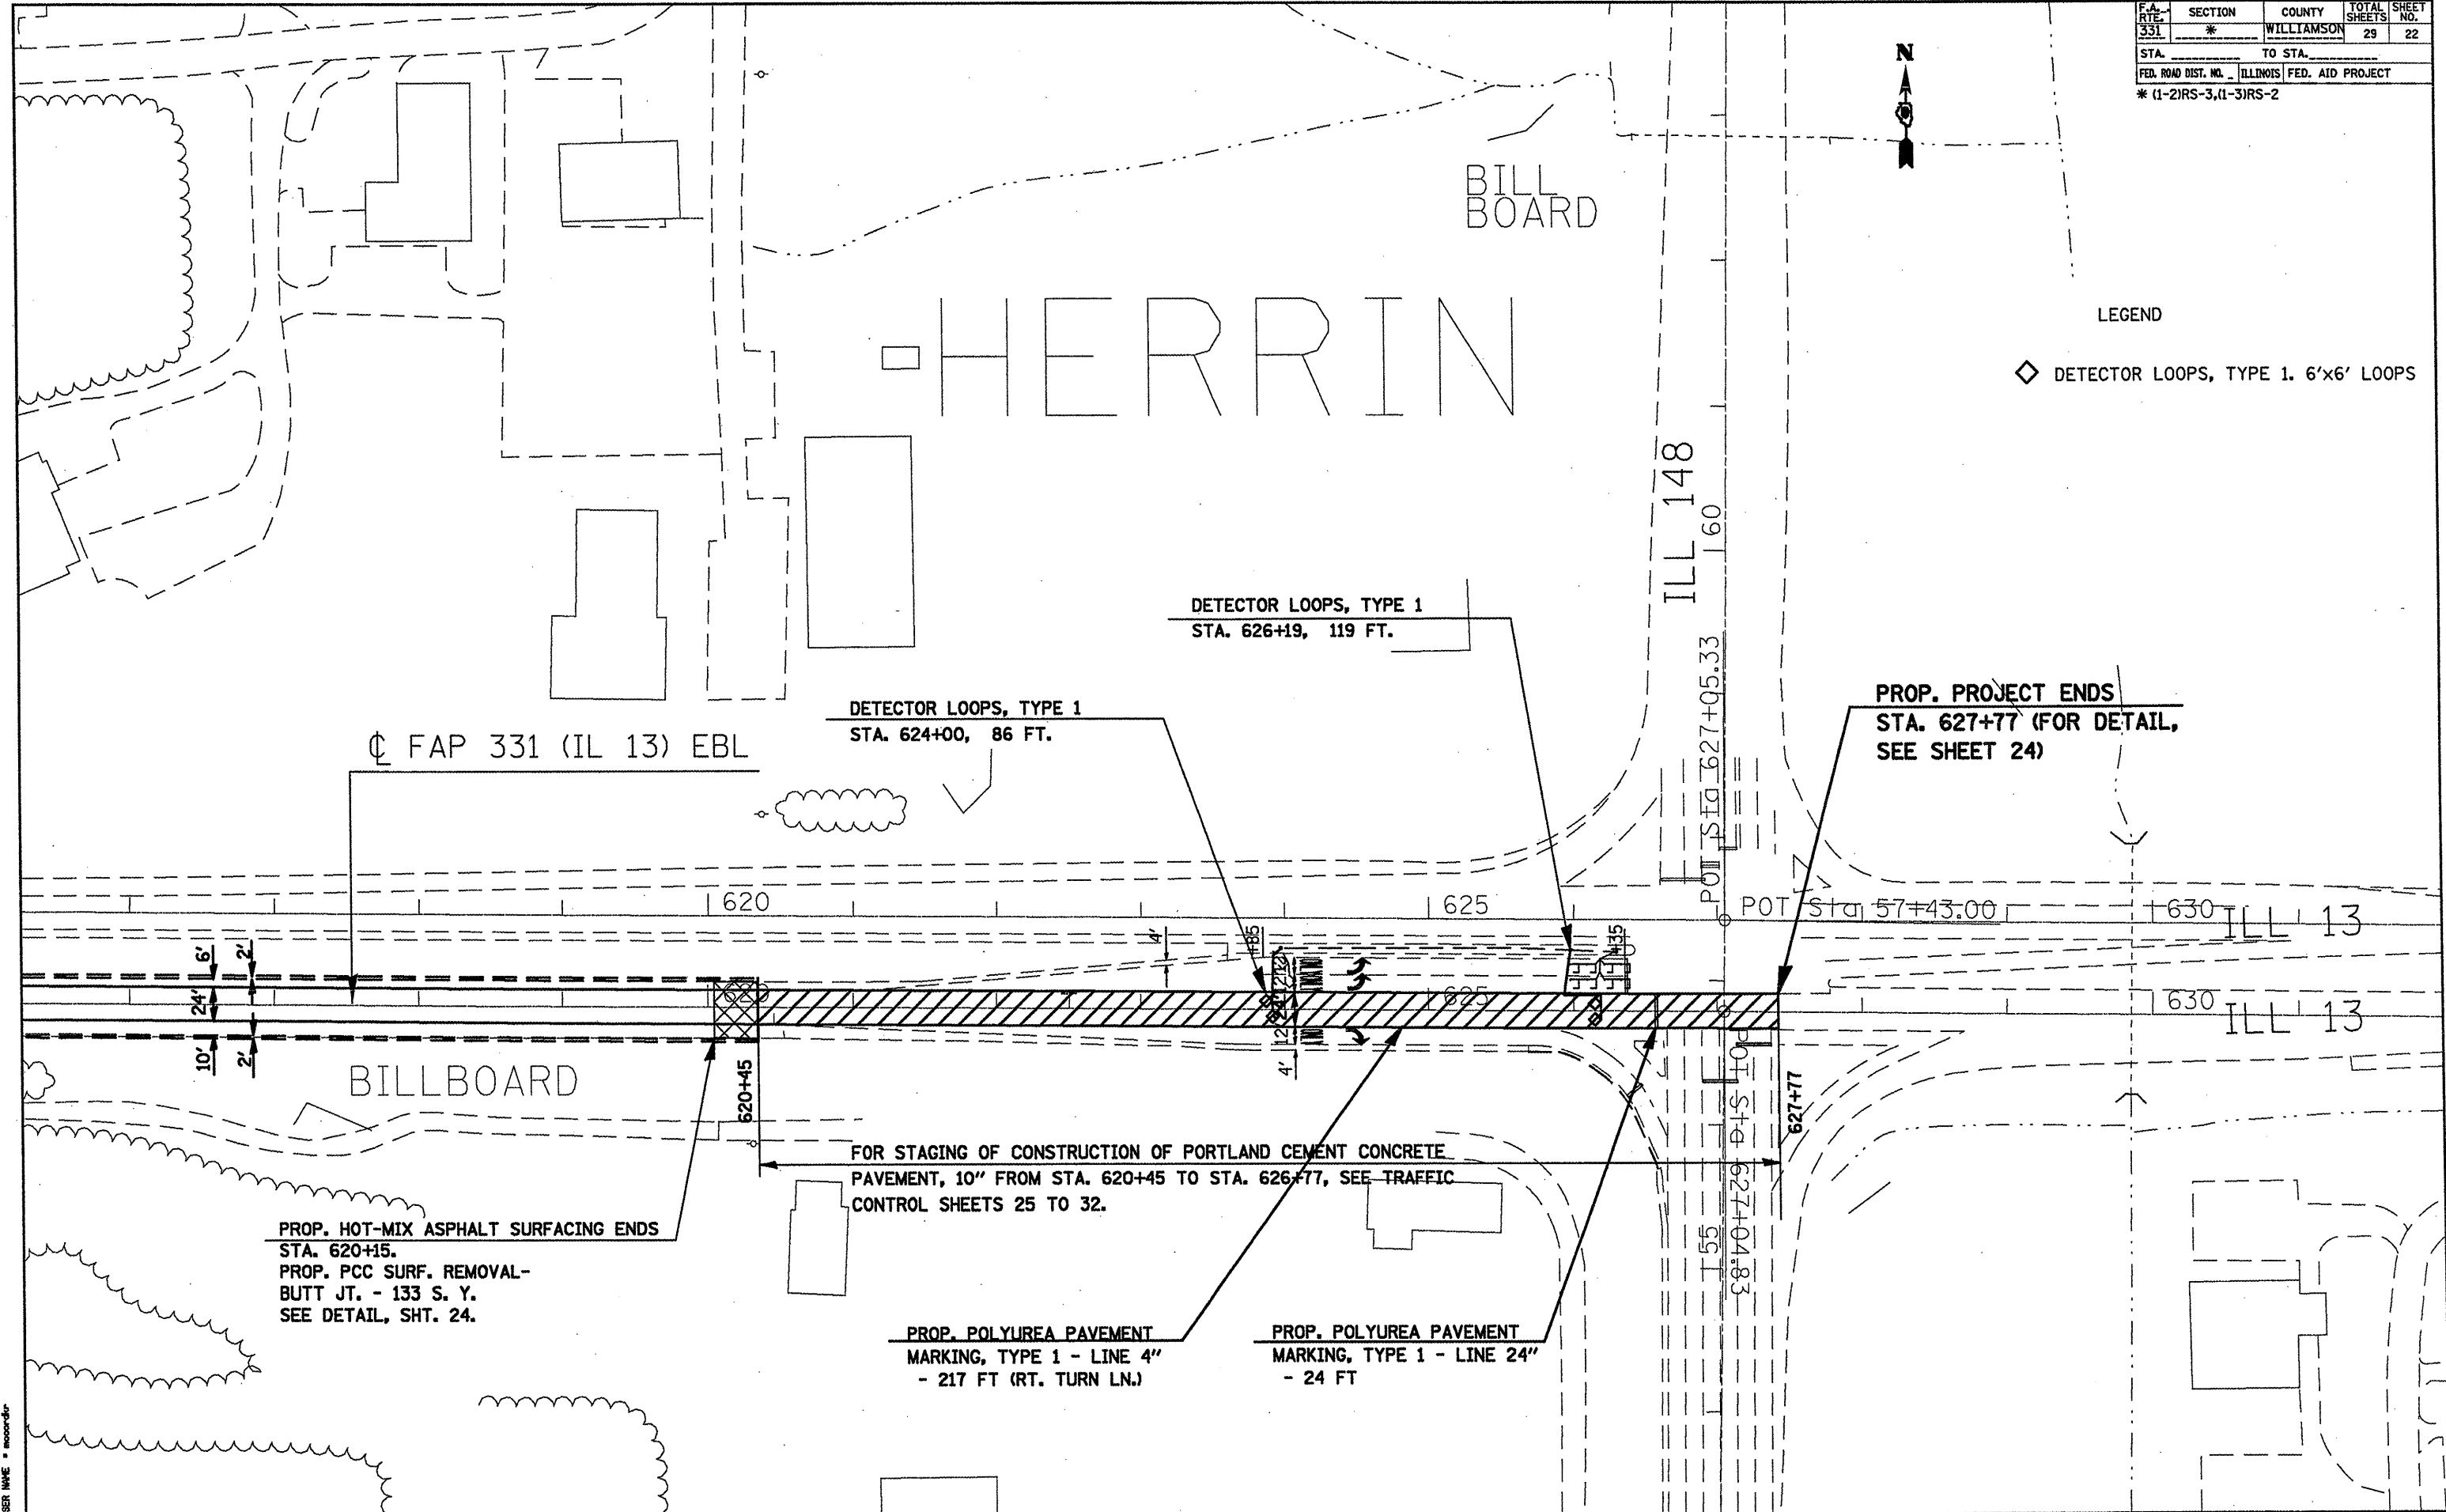 F.A. RTE. SECTION COUNTY TOTAL SHEETS SHEET NO.
331 * WILLIAMSON 29 22
STA. TO STA.
FED. ROAD DIST. NO. ILLINOIS FED. AID PROJECT
* (1-2)RS-3,(1-3)RS-2
N
BILL
BOARD
HERRIN
LEGEND
DETECTOR LOOPS, TYPE 1. 6'x6' LOOPS
ILL 148
60
POT Sta 627+05.33
DETECTOR LOOPS, TYPE 1
STA. 626+19, 119 FT.
DETECTOR LOOPS, TYPE 1
STA. 624+00, 86 FT.
PROP. PROJECT ENDS
STA. 627+77 (FOR DETAIL,
SEE SHEET 24)
℄ FAP 331 (IL 13) EBL
620
625
POT Sta 57+43.00
630
ILL 13
6'
2'
24'
10'
2'
4'
+85
+35
12'
12'
24'
12'
4'
620
625
630
ILL 13
BILLBOARD
620+45
627+77
POT Sta 627+04.83
55
FOR STAGING OF CONSTRUCTION OF PORTLAND CEMENT CONCRETE
PAVEMENT, 10" FROM STA. 620+45 TO STA. 626+77, SEE TRAFFIC
CONTROL SHEETS 25 TO 32.
PROP. HOT-MIX ASPHALT SURFACING ENDS
STA. 620+15.
PROP. PCC SURF. REMOVAL-
BUTT JT. - 133 S. Y.
SEE DETAIL, SHT. 24.
PROP. POLYUREA PAVEMENT
MARKING, TYPE 1 - LINE 4"
- 217 FT (RT. TURN LN.)
PROP. POLYUREA PAVEMENT
MARKING, TYPE 1 - LINE 24"
- 24 FT